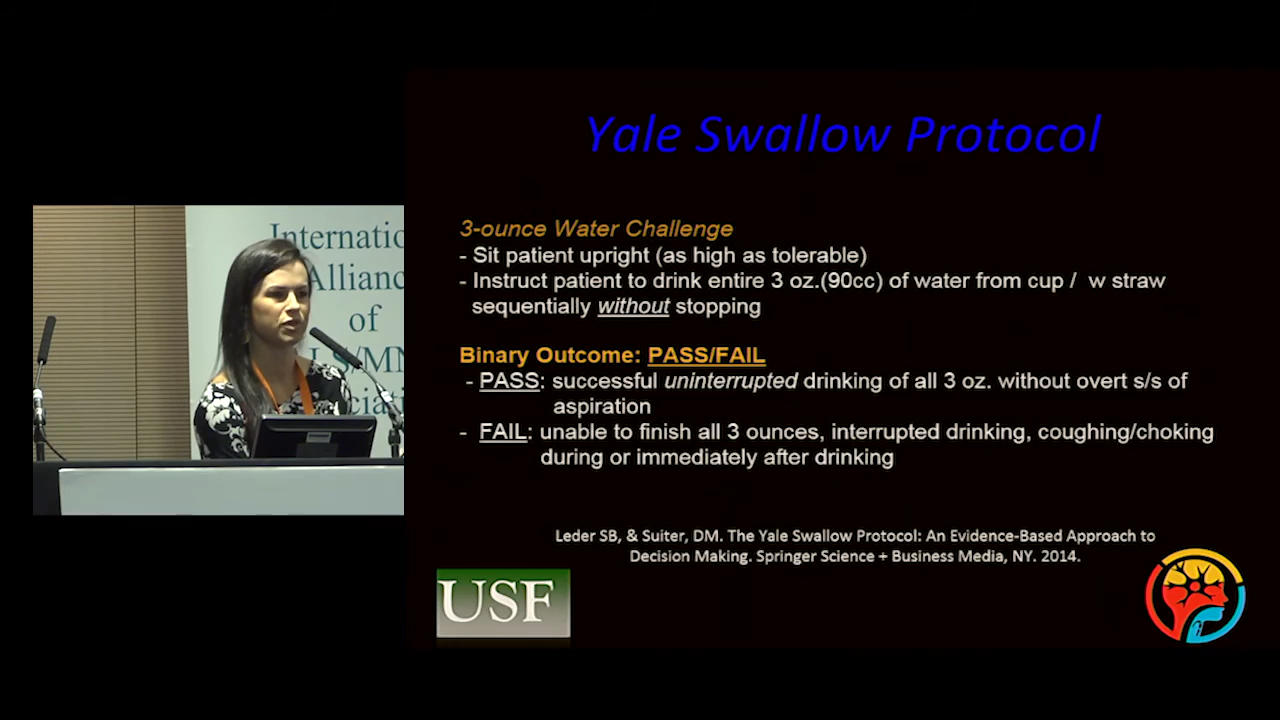 Yale Swallow Protocol
3-ounce Water Challenge
- Sit patient upright (as high as tolerable)
- Instruct patient to drink entire 3 oz.(90cc) of water from cup / w straw
sequentially without stopping
Binary Outcome: PASS/FAIL
- PASS: successful uninterrupted drinking of all 3 oz. without overt s/s of
aspiration
- FAIL: unable to finish all 3 ounces, interrupted drinking, coughing/choking
during or immediately after drinking
Leder SB, & Suiter, DM. The Yale Swallow Protocol: An Evidence-Based Approach to
Decision Making. Springer Science + Business Media, NY. 2014.
USF
Internatio
Allianc
of
LS/MN
ciati